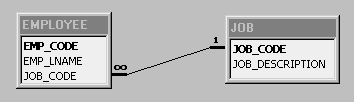 EMPLOYEE
EMP_CODE
EMP_LNAME
JOB_CODE
∞
1
JOB
JOB_CODE
JOB_DESCRIPTION